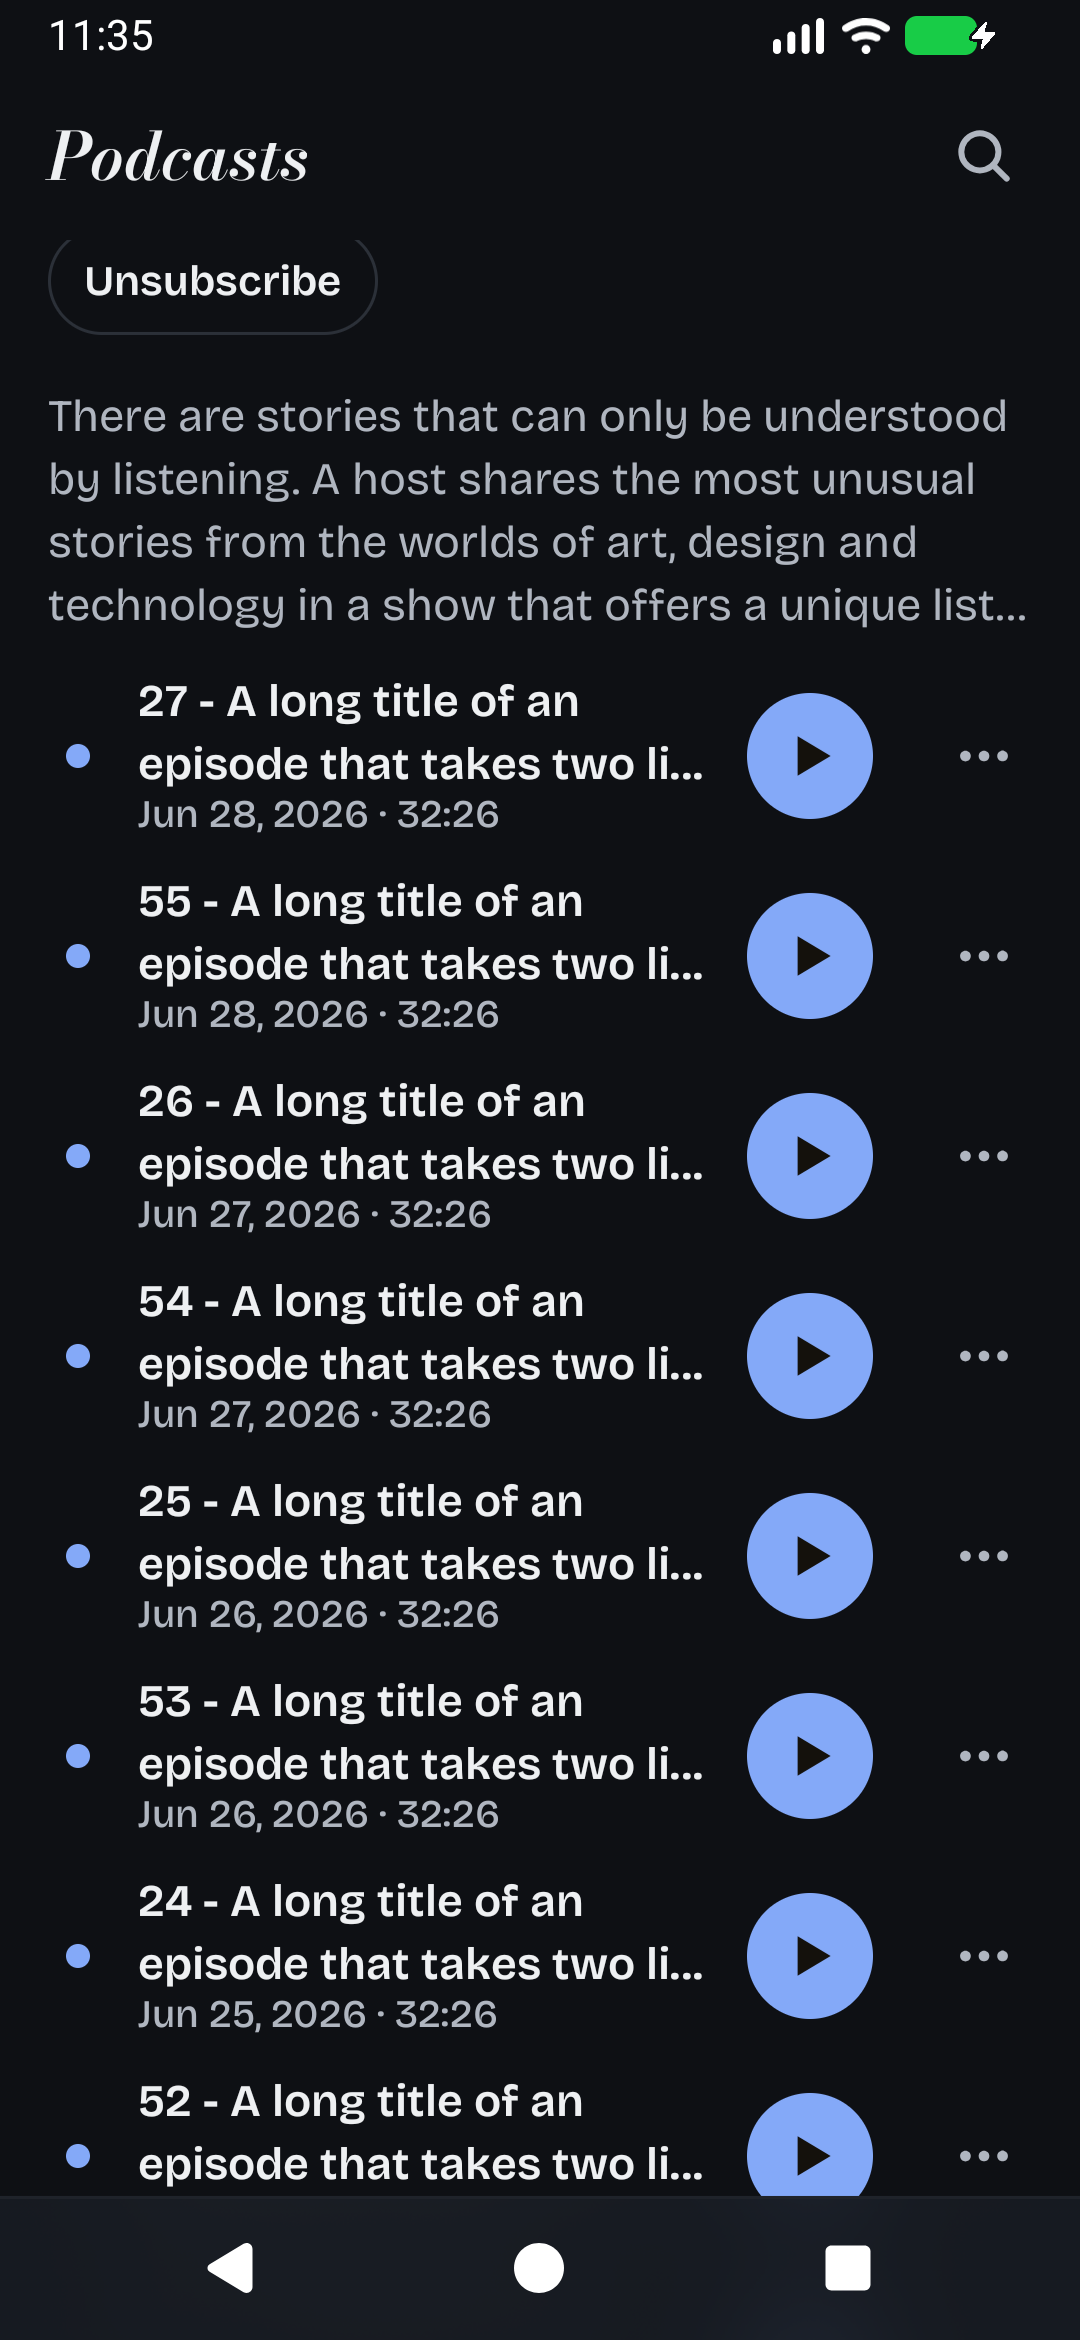 11:35
Podcasts
Unsubscribe
There are stories that can only be understood
by listening. A host shares the most unusual
stories from the worlds of art, design and
technology in a show that offers a unique list...
27 - A long title of an
episode that takes two li...
Jun 28, 2026 · 32:26
55 - A long title of an
episode that takes two li...
Jun 28, 2026 · 32:26
26 - A long title of an
episode that takes two li...
Jun 27, 2026 · 32:26
54 - A long title of an
episode that takes two li...
Jun 27, 2026 · 32:26
25 - A long title of an
episode that takes two li...
Jun 26, 2026 · 32:26
53 - A long title of an
episode that takes two li...
Jun 26, 2026 · 32:26
24 - A long title of an
episode that takes two li...
Jun 25, 2026 · 32:26
52 - A long title of an
episode that takes two li...